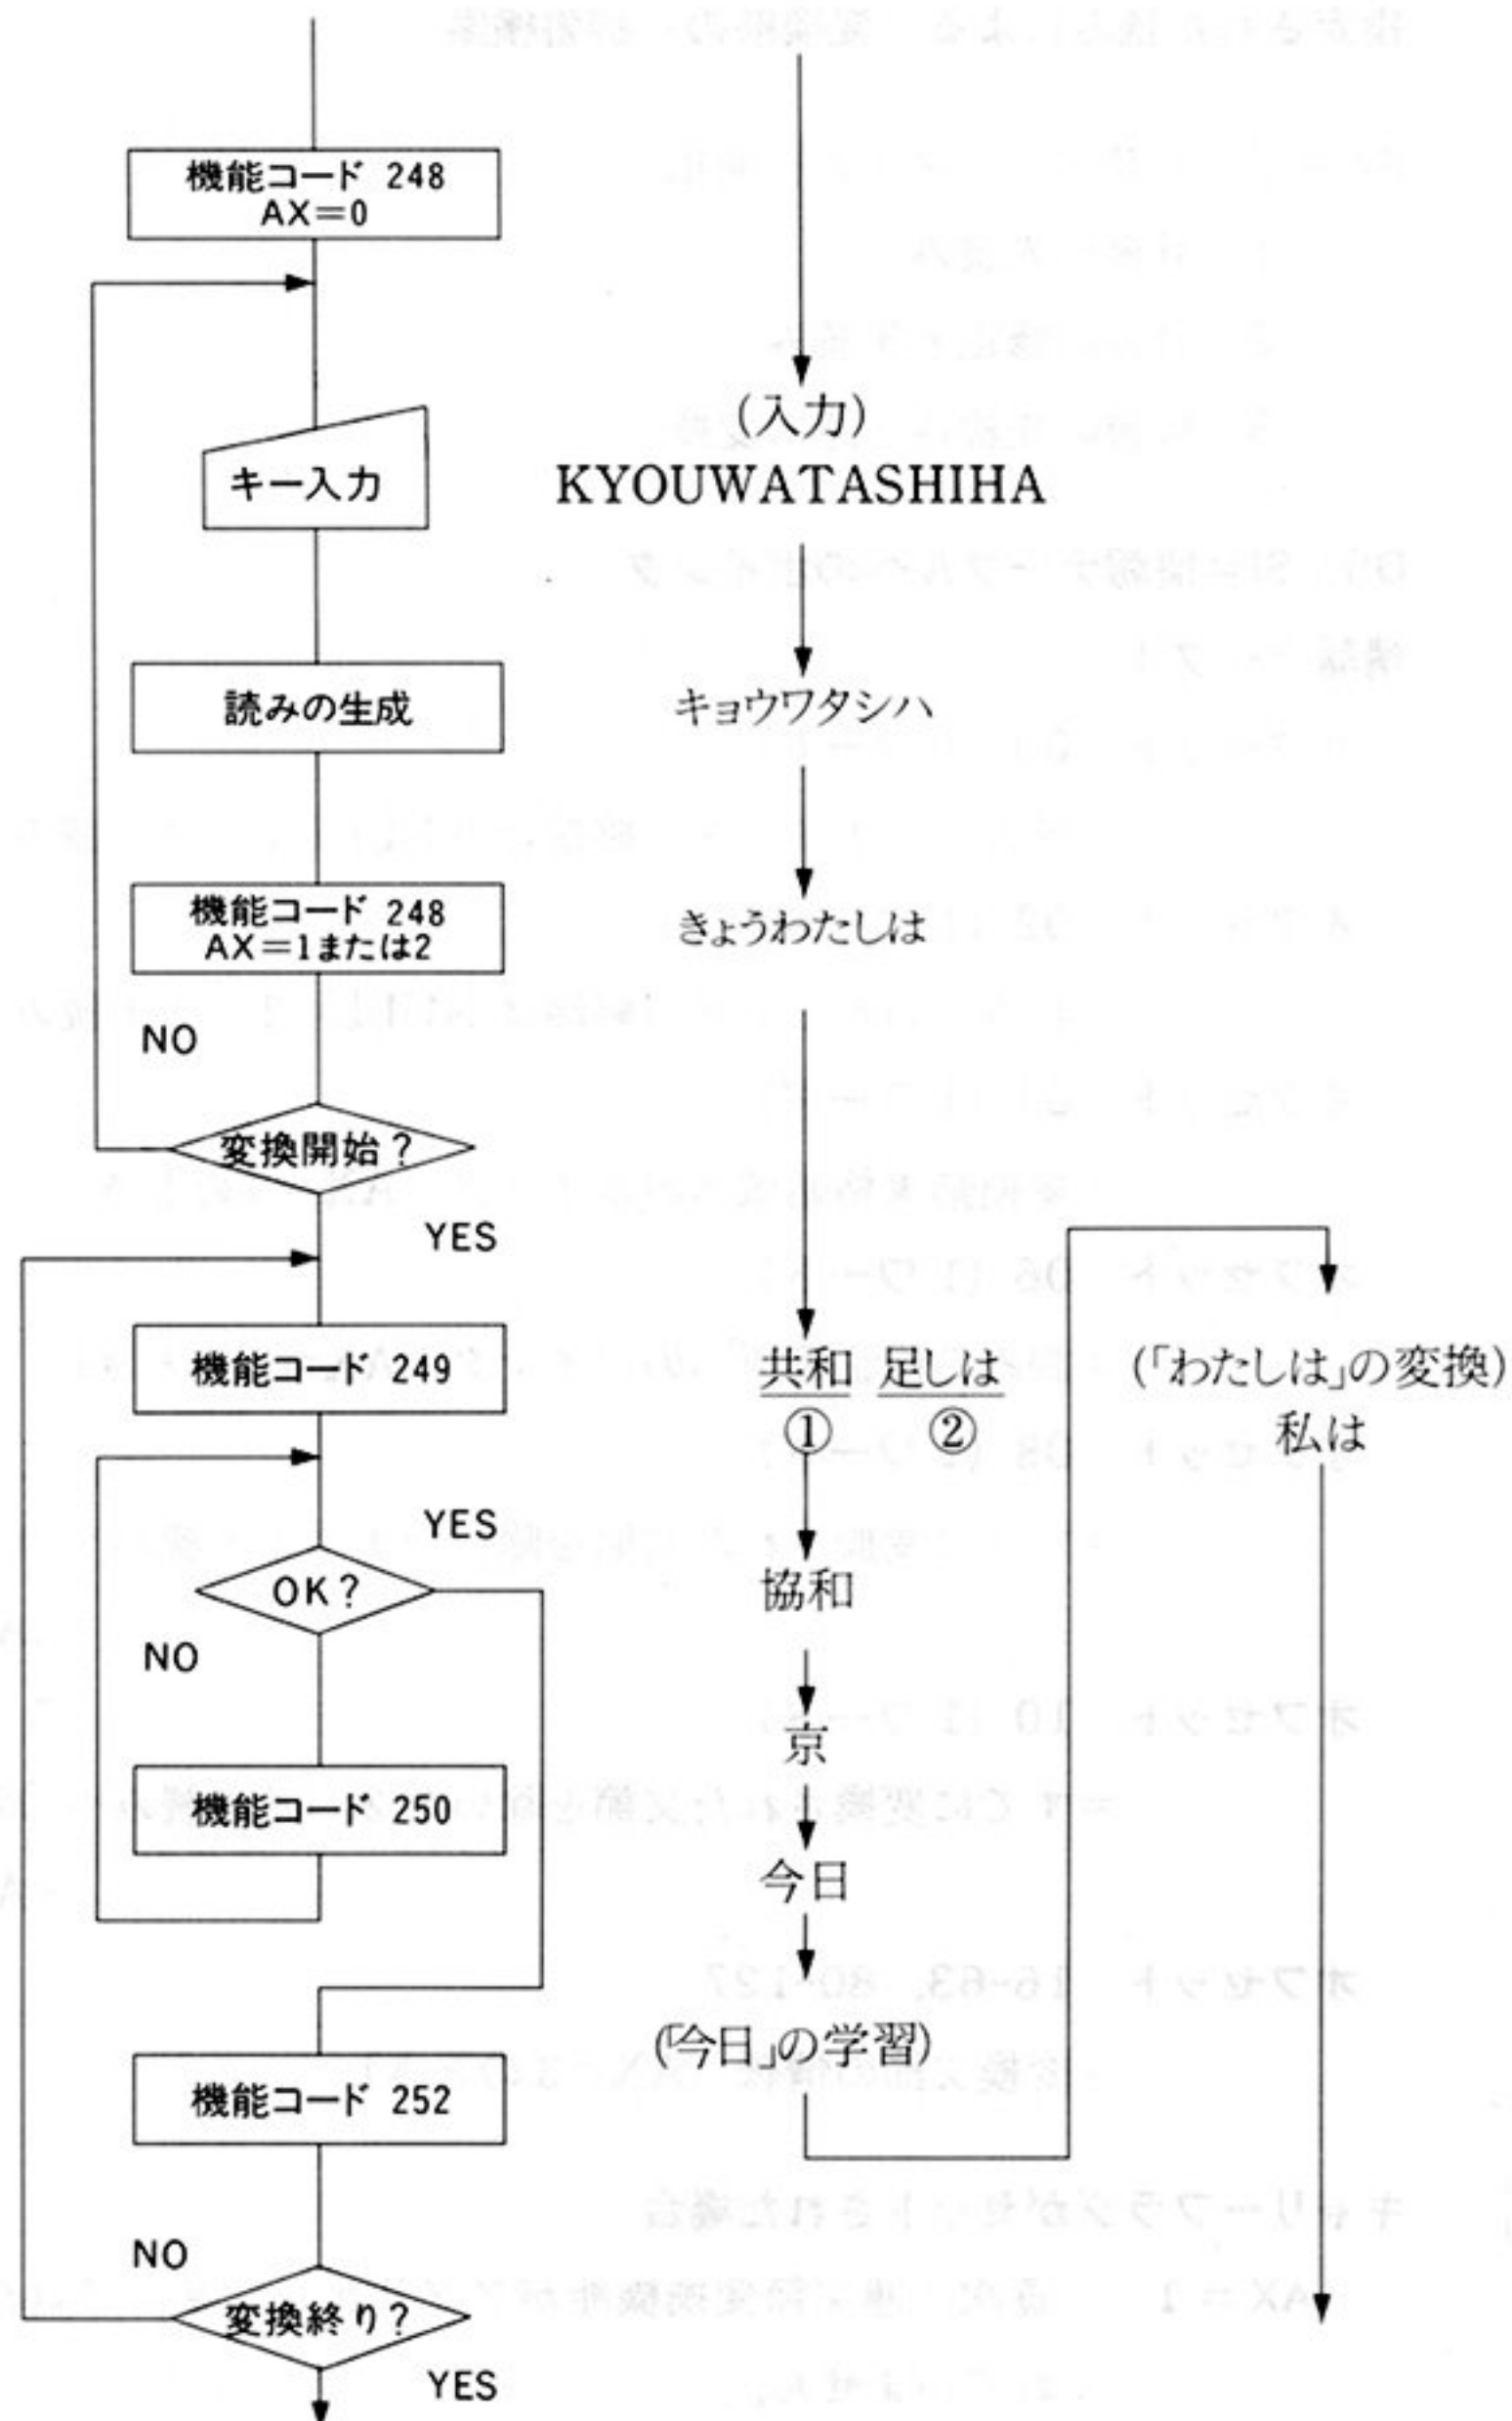 機能コード 248
AX=0
キー入力
読みの生成
機能コード 248
AX=1または2
NO
変換開始?
YES
機能コード 249
YES
OK?
NO
機能コード 250
機能コード 252
NO
変換終り?
YES
(入力)
KYOUWATASHIHA
キョウワタシハ
きょうわたしは
共和 足しは
① ②
協和
京
今日
(「今日」の学習)
(「わたしは」の変換)
私は